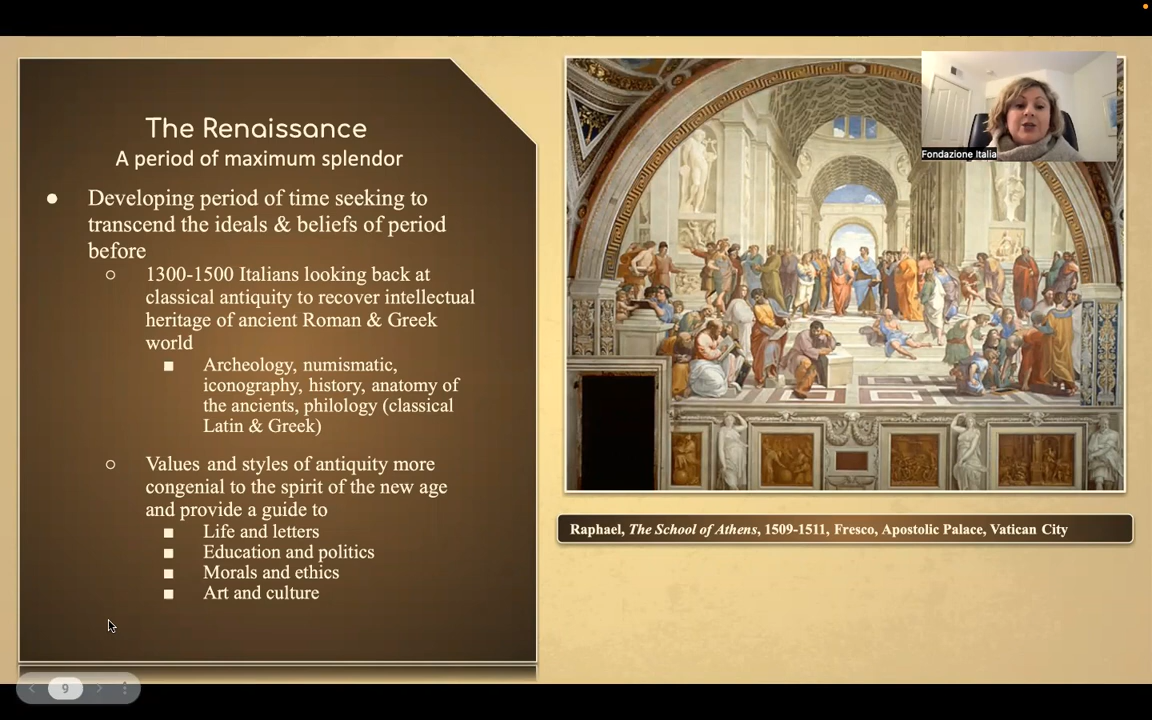 The Renaissance
A period of maximum splendor
● Developing period of time seeking to
transcend the ideals & beliefs of period
before
○ 1300-1500 Italians looking back at
classical antiquity to recover intellectual
heritage of ancient Roman & Greek
world
■ Archeology, numismatic,
iconography, history, anatomy of
the ancients, philology (classical
Latin & Greek)
○ Values and styles of antiquity more
congenial to the spirit of the new age
and provide a guide to
■ Life and letters
■ Education and politics
■ Morals and ethics
■ Art and culture
Fondazione Italia
Raphael, The School of Athens, 1509-1511, Fresco, Apostolic Palace, Vatican City
9